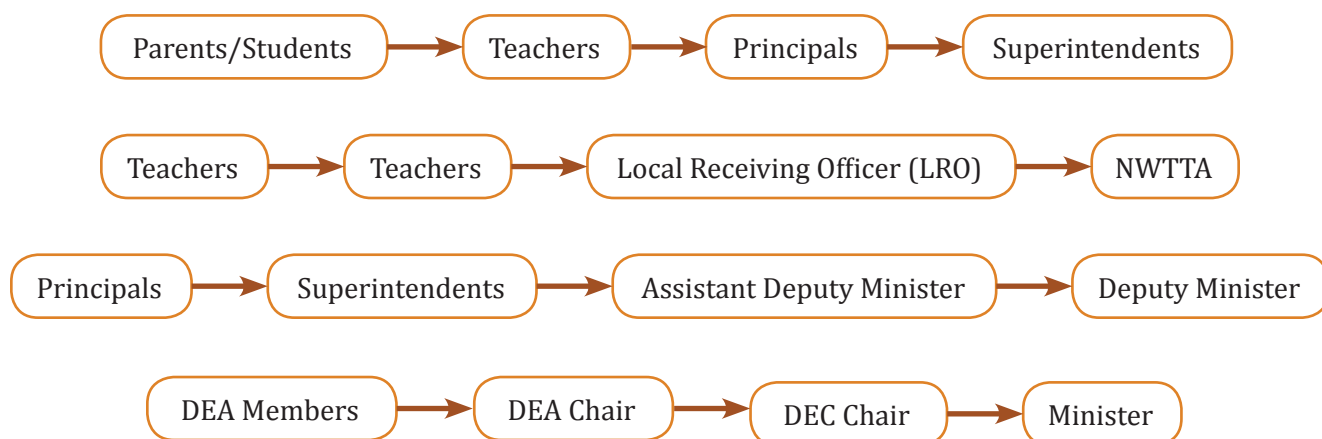 Parents/Students Teachers Principals Superintendents
Teachers Teachers Local Receiving Officer (LRO) NWTTA
Principals Superintendents Assistant Deputy Minister Deputy Minister
DEA Members DEA Chair DEC Chair Minister